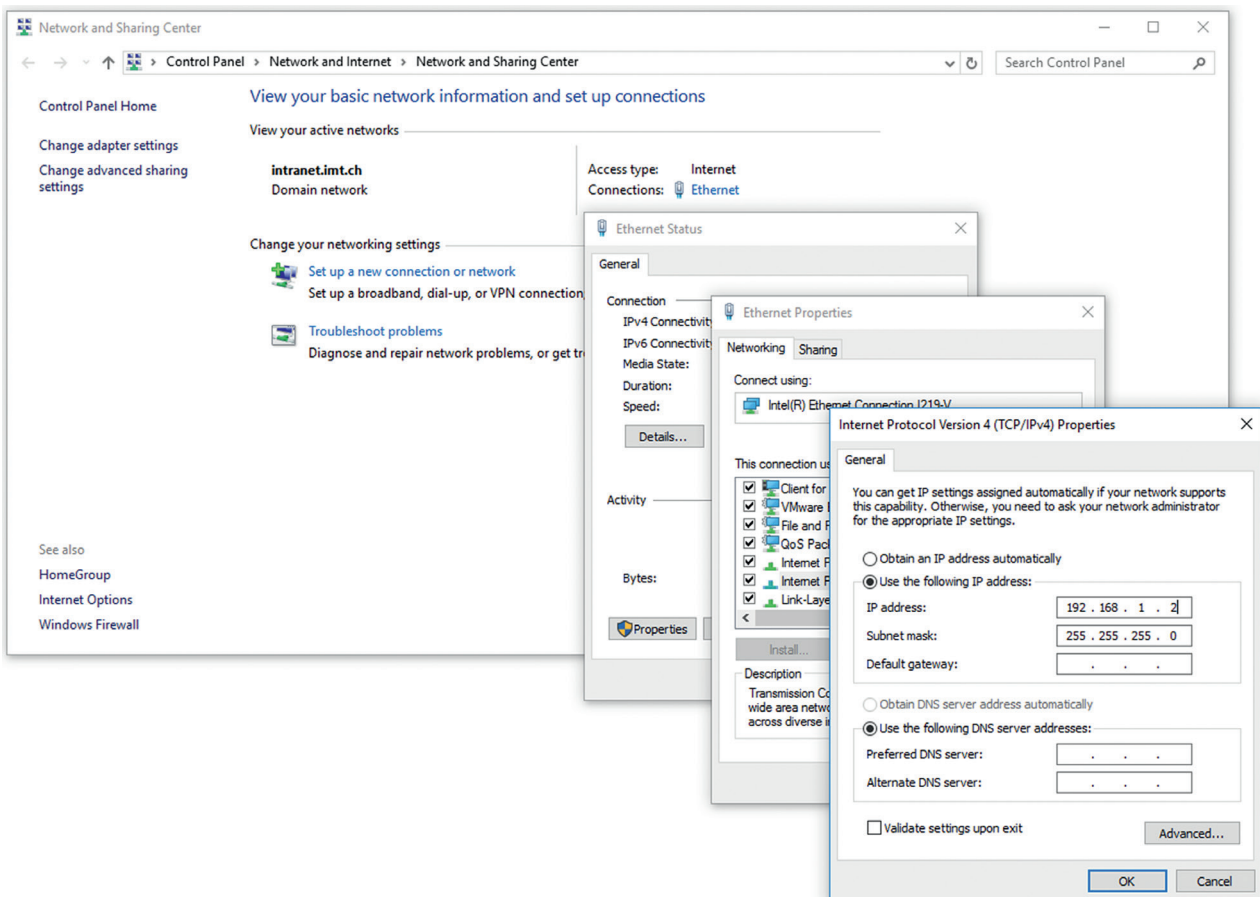 Network and Sharing Center
Control Panel > Network and Internet > Network and Sharing Center
Search Control Panel
Control Panel Home
Change adapter settings
Change advanced sharing
settings
See also
HomeGroup
Internet Options
Windows Firewall
View your basic network information and set up connections
View your active networks
intranet.imt.ch
Domain network
Access type: Internet
Connections: Ethernet
Change your networking settings
Set up a new connection or network
Set up a broadband, dial-up, or VPN connection
Troubleshoot problems
Diagnose and repair network problems, or get
Ethernet Status
General
Connection
IPv4
IPv6
Media State:
Duration:
Speed:
Details...
Activity
Bytes:
Properties
Ethernet Properties
Networking
Sharing
Connect using:
Intel(R) Ethernet Connection I219-V
This connection
Client for
VMware
File and
QoS
Internet
Internet
Install...
Description
Transmission
wide area
across diverse
Internet Protocol Version 4 (TCP/IPv4) Properties
General
You can get IP settings assigned automatically if your network supports
this capability. Otherwise, you need to ask your network administrator
for the appropriate IP settings.
Obtain an IP address automatically
Use the following IP address:
IP address: 192 . 168 . 1 . 2
Subnet mask: 255 . 255 . 255 . 0
Default gateway: . . .
Obtain DNS server address automatically
Use the following DNS server addresses:
Preferred DNS server: . . .
Alternate DNS server: . . .
Validate settings upon exit
Advanced...
OK
Cancel